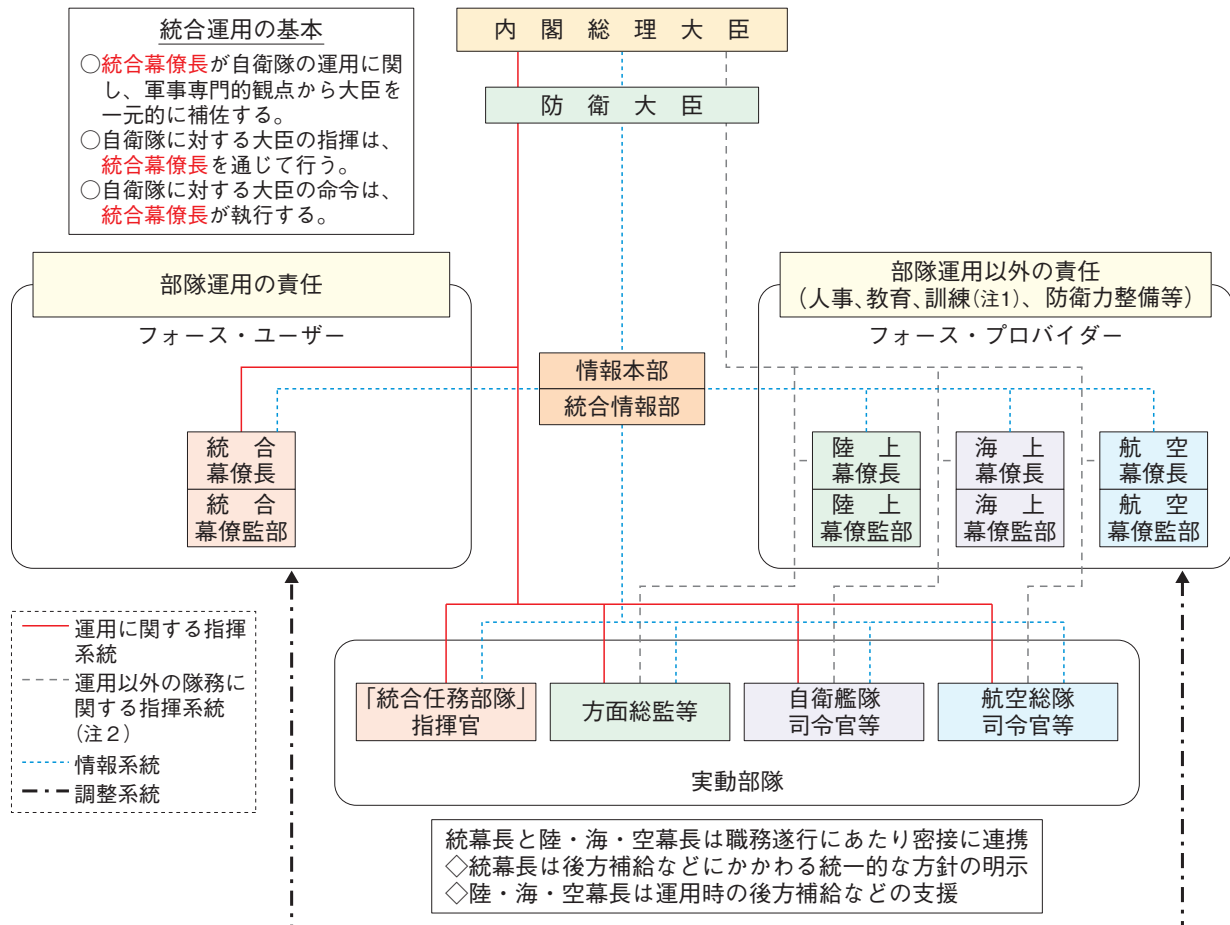 統合運用の基本
○統合幕僚長が自衛隊の運用に関
し、軍事専門的観点から大臣を
一元的に補佐する。
○自衛隊に対する大臣の指揮は、
統合幕僚長を通じて行う。
○自衛隊に対する大臣の命令は、
統合幕僚長が執行する。
内閣総理大臣
防衛大臣
部隊運用の責任
フォース・ユーザー
部隊運用以外の責任
（人事、教育、訓練(注1)、防衛力整備等）
フォース・プロバイダー
情報本部
統合情報部
統合
幕僚長
統合
幕僚監部
陸上
幕僚長
陸上
幕僚監部
海上
幕僚長
海上
幕僚監部
航空
幕僚長
航空
幕僚監部
運用に関する指揮
系統
運用以外の隊務に
関する指揮系統
(注２)
情報系統
調整系統
「統合任務部隊」
指揮官
方面総監等
自衛艦隊
司令官等
航空総隊
司令官等
実動部隊
統幕長と陸・海・空幕長は職務遂行にあたり密接に連携
◇統幕長は後方補給などにかかわる統一的な方針の明示
◇陸・海・空幕長は運用時の後方補給などの支援